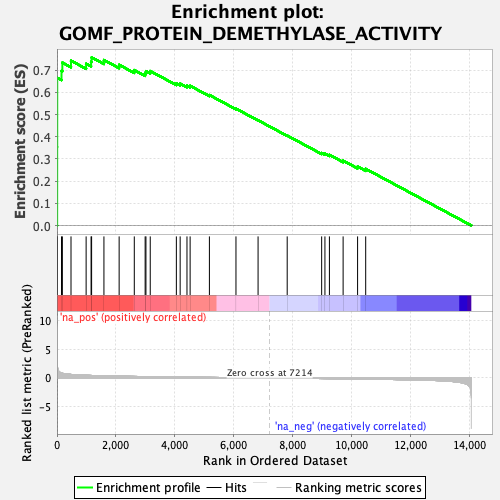 Enrichment plot:
GOMF_PROTEIN_DEMETHYLASE_ACTIVITY
Enrichment score (ES)
0.7
0.6
0.5
0.4
0.3
0.2
0.1
0.0
'na_pos' (positively correlated)
Ranked list metric (PreRanked)
10
5
0
-5
Zero cross at 7214
'na_neg' (negatively correlated)
0
2,000
4,000
6,000
8,000
10,000
12,000
14,000
Rank in Ordered Dataset
Enrichment profile
Hits
Ranking metric scores